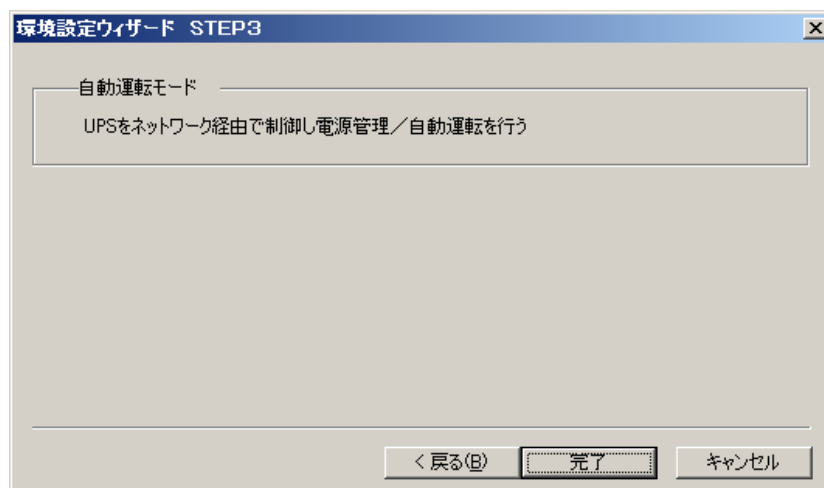 環境設定ウィザード STEP3
自動運転モード
UPSをネットワーク経由で制御し電源管理／自動運転を行う
< 戻る(B)
完了
キャンセル